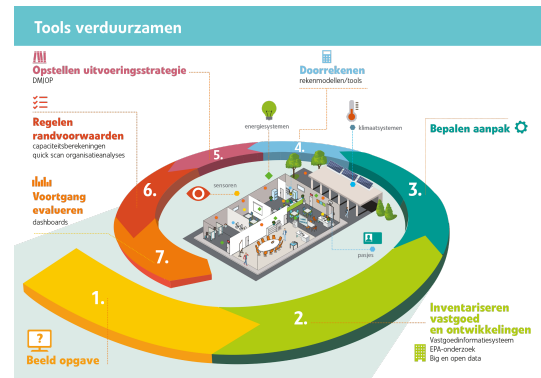 Tools verduurzamen
Opstellen uitvoeringsstrategie
DMJOP
Doorrekenen
rekenmodellen/tools
Regelen
randvoorwaarden
capaciteitsberekeningen
quick scan organisatieanalyses
energiesystemen
klimaatsystemen
Bepalen aanpak
5.
4.
6.
sensoren
3.
Voortgang
evalueren
dashboards
7.
pasjes
1.
2.
?
Beeld opgave
Inventariseren
vastgoed
en ontwikkelingen
Vastgoedinformatiesysteem
EPA-onderzoek
Big en open data